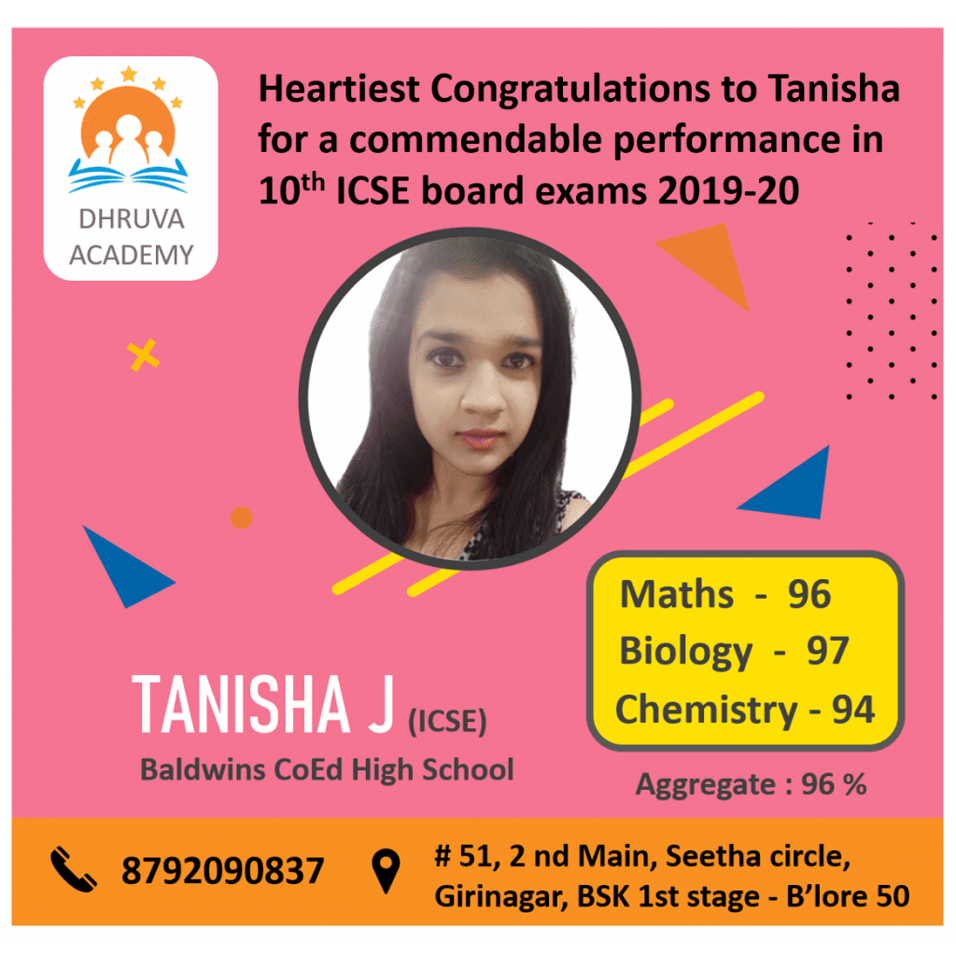 DHRUVA
ACADEMY
Heartiest Congratulations to Tanisha
for a commendable performance in
10th ICSE board exams 2019-20
Maths - 96
Biology - 97
Chemistry - 94
TANISHA J (ICSE)
Baldwins CoEd High School
Aggregate : 96 %
8792090837
# 51, 2 nd Main, Seetha circle,
Girinagar, BSK 1st stage - B’lore 50